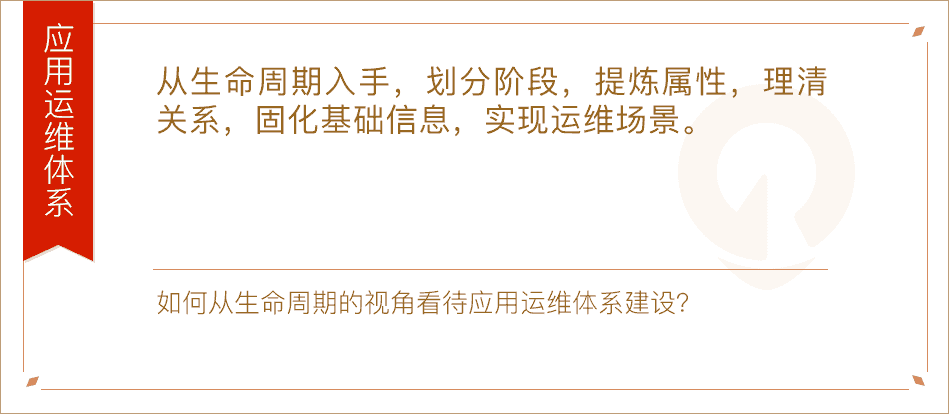 应用运维体系
从生命周期入手，划分阶段，提炼属性，理清
关系，固化基础信息，实现运维场景。
如何从生命周期的视角看待应用运维体系建设？